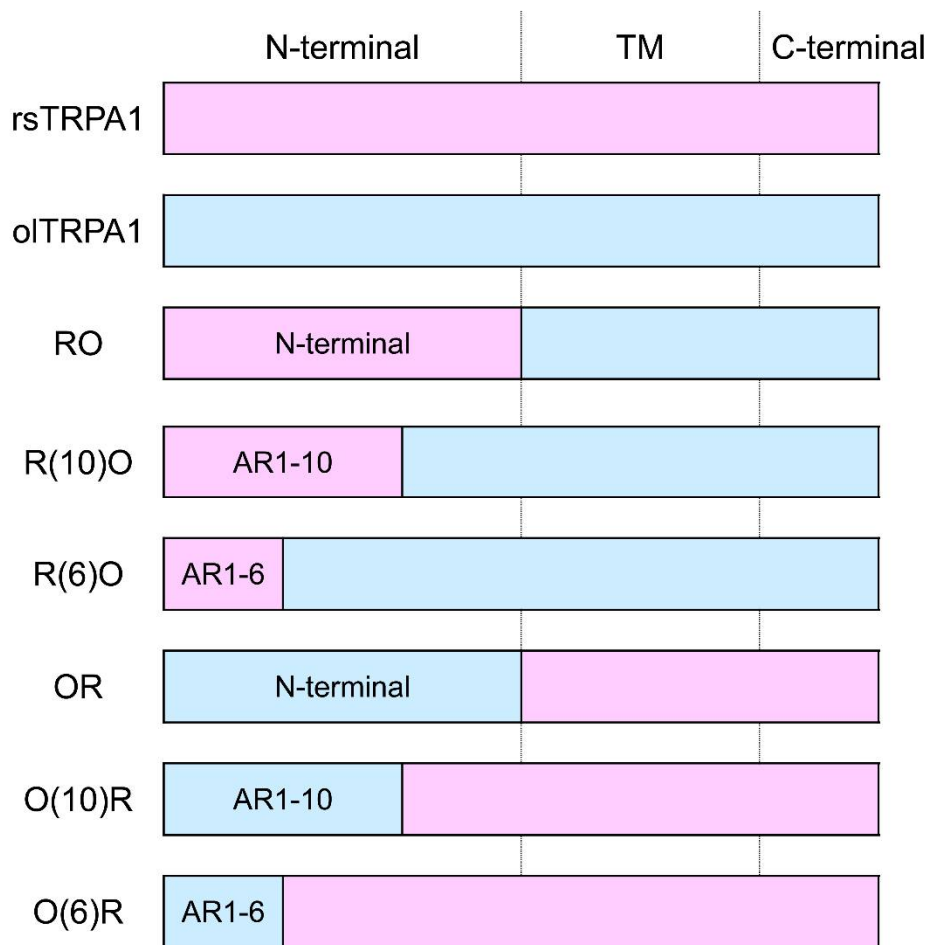 N-terminal TM C-terminal
rsTRPA1
olTRPA1
RO N-terminal
R(10)O AR1-10
R(6)O AR1-6
OR N-terminal
O(10)R AR1-10
O(6)R AR1-6